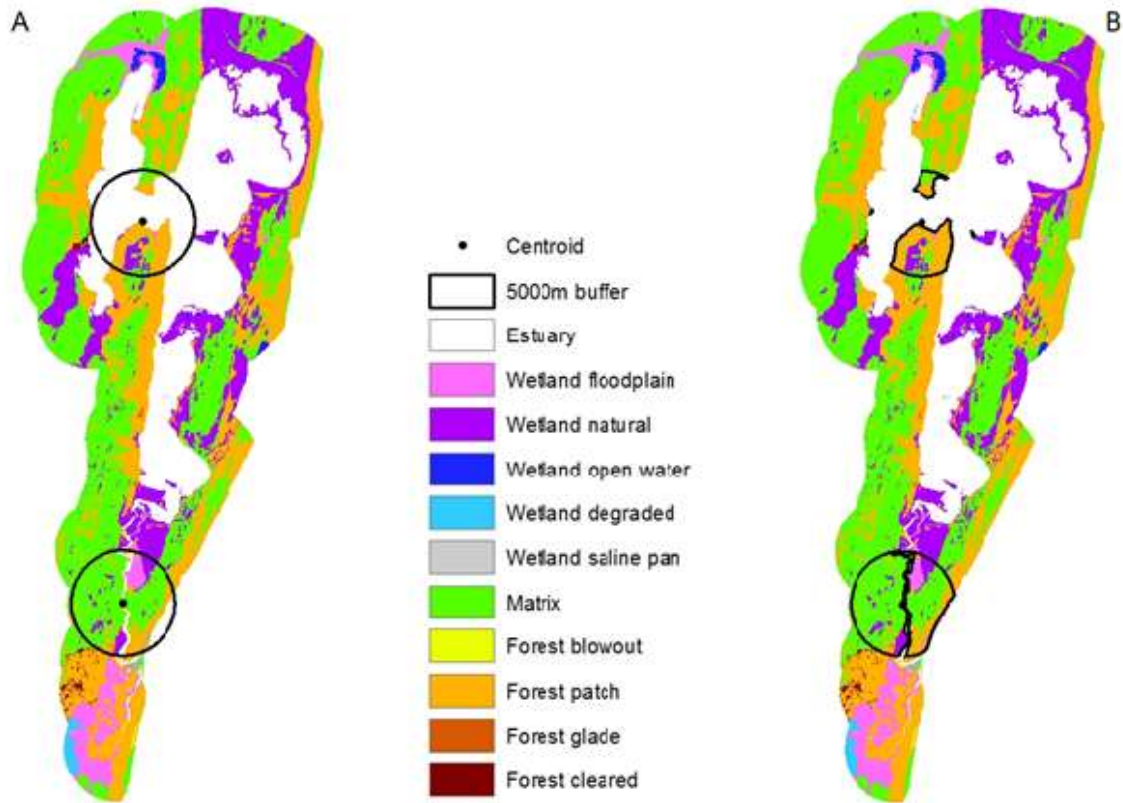 A
B
Centroid
5000m buffer
Estuary
Wetland floodplain
Wetland natural
Wetland open water
Wetland degraded
Wetland saline pan
Matrix
Forest blowout
Forest patch
Forest glade
Forest cleared